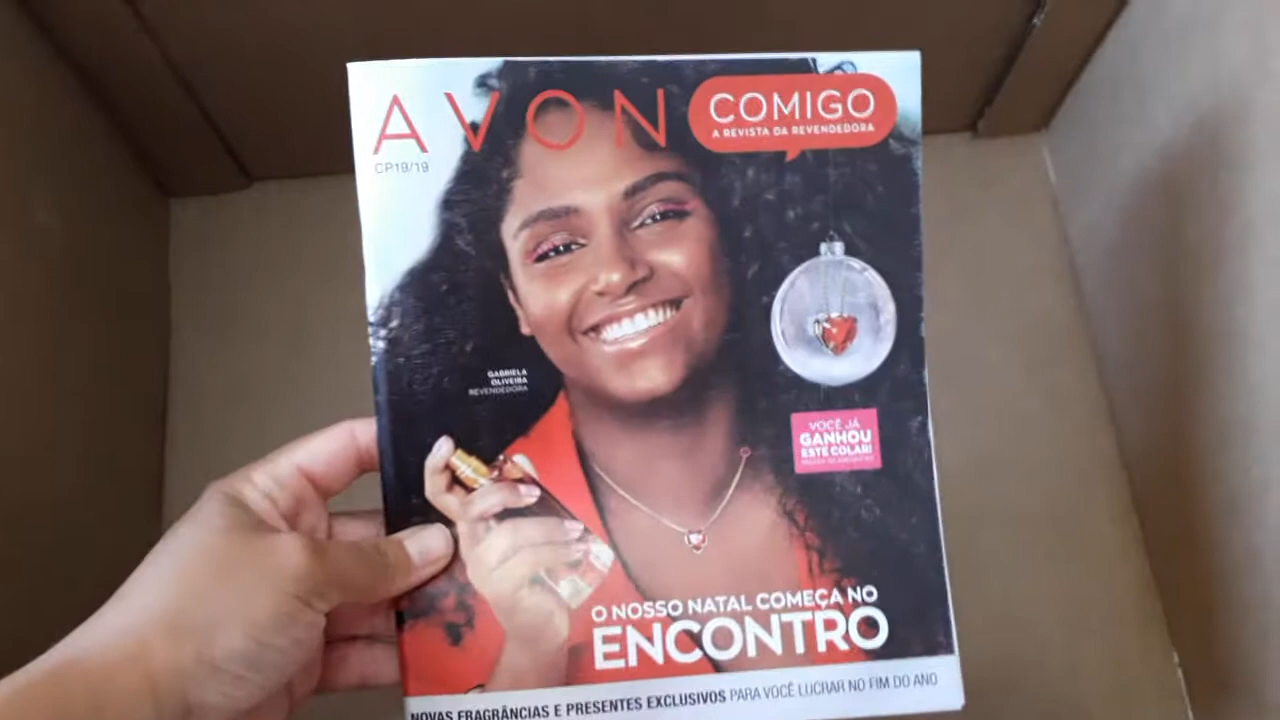 AVON
COMIGO
A REVISTA DA REVENDEDORA
CP19/19
GABRIELA
OLIVEIRA
REVENDEDORA
VOCÊ JÁ
GANHOU
ESTE COLAR!
O NOSSO NATAL COMEÇA NO
ENCONTRO
NOVAS FRAGRÂNCIAS E PRESENTES EXCLUSIVOS PARA VOCÊ LUCRAR NO FIM DO ANO